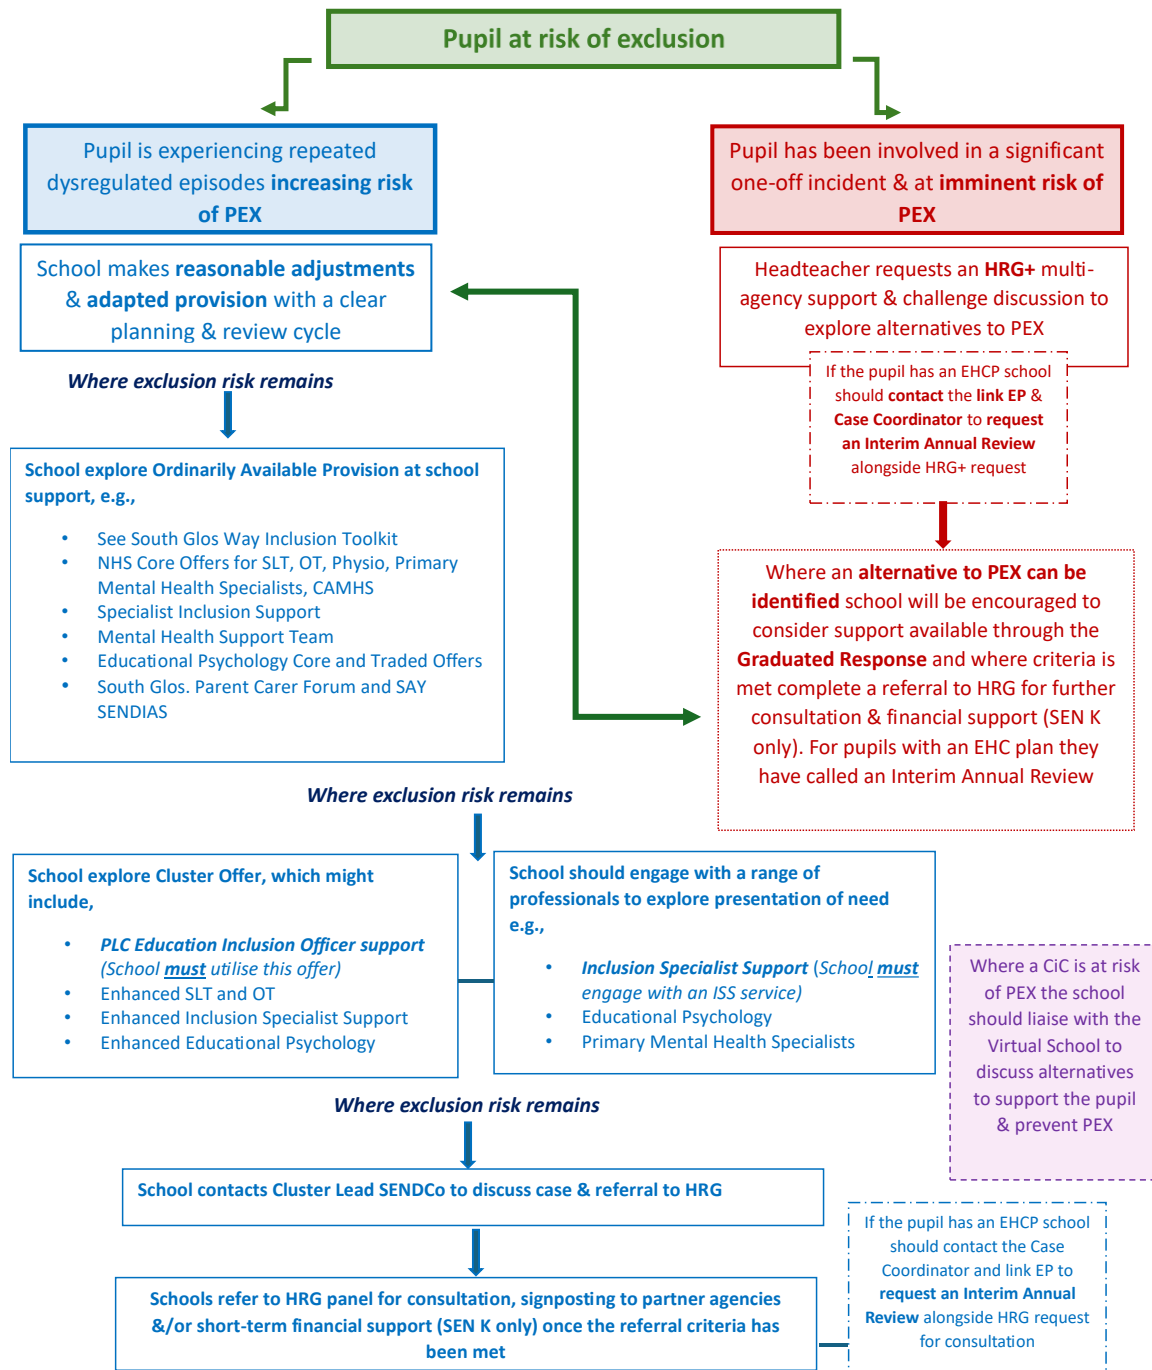 Pupil at risk of exclusion
Pupil is experiencing repeated
dysregulated episodes increasing risk
of PEX
Pupil has been involved in a significant
one-off incident & at imminent risk of
PEX
School makes reasonable adjustments
& adapted provision with a clear
planning & review cycle
Headteacher requests an HRG+ multi-
agency support & challenge discussion to
explore alternatives to PEX
If the pupil has an EHCP school
should contact the link EP &
Case Coordinator to request
an Interim Annual Review
alongside HRG+ request
Where exclusion risk remains
School explore Ordinarily Available Provision at school
support, e.g.,
• See South Glos Way Inclusion Toolkit
• NHS Core Offers for SLT, OT, Physio, Primary
Mental Health Specialists, CAMHS
• Specialist Inclusion Support
• Mental Health Support Team
• Educational Psychology Core and Traded Offers
• South Glos. Parent Carer Forum and SAY
SENDIAS
Where an alternative to PEX can be
identified school will be encouraged to
consider support available through the
Graduated Response and where criteria is
met complete a referral to HRG for further
consultation & financial support (SEN K
only). For pupils with an EHC plan they
have called an Interim Annual Review
Where exclusion risk remains
School explore Cluster Offer, which might
include,
• PLC Education Inclusion Officer support
(School must utilise this offer)
• Enhanced SLT and OT
• Enhanced Inclusion Specialist Support
• Enhanced Educational Psychology
School should engage with a range of
professionals to explore presentation of need
e.g.,
• Inclusion Specialist Support (School must
engage with an ISS service)
• Educational Psychology
• Primary Mental Health Specialists
Where a CiC is at risk
of PEX the school
should liaise with the
Virtual School to
discuss alternatives
to support the pupil
& prevent PEX
Where exclusion risk remains
School contacts Cluster Lead SENDCo to discuss case & referral to HRG
Schools refer to HRG panel for consultation, signposting to partner agencies
&/or short-term financial support (SEN K only) once the referral criteria has
been met
If the pupil has an EHCP school
should contact the Case
Coordinator and link EP to
request an Interim Annual
Review alongside HRG request
for consultation